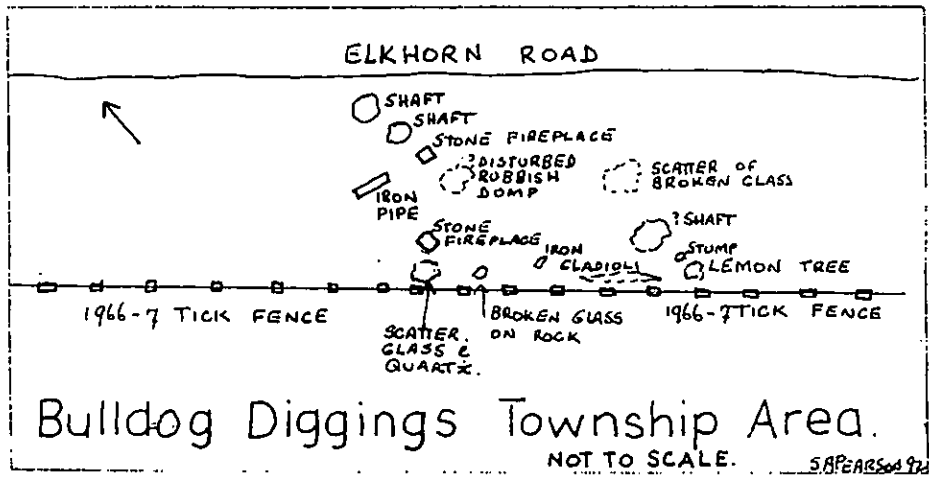 ELKHORN ROAD
SHAFT
SHAFT
STONE FIREPLACE
? DISTURBED
RUBBISH
DUMP
SCATTER OF
BROKEN GLASS
IRON
PIPE
STONE
FIREPLACE
? SHAFT
IRON
STUMP
GLADIOLI
LEMON TREE
1966-7 TICK FENCE
SCATTER.
GLASS &
QUARTZ.
BROKEN GLASS
ON ROCK
1966-7 TICK FENCE
Bulldog Diggings Township Area.
NOT TO SCALE.